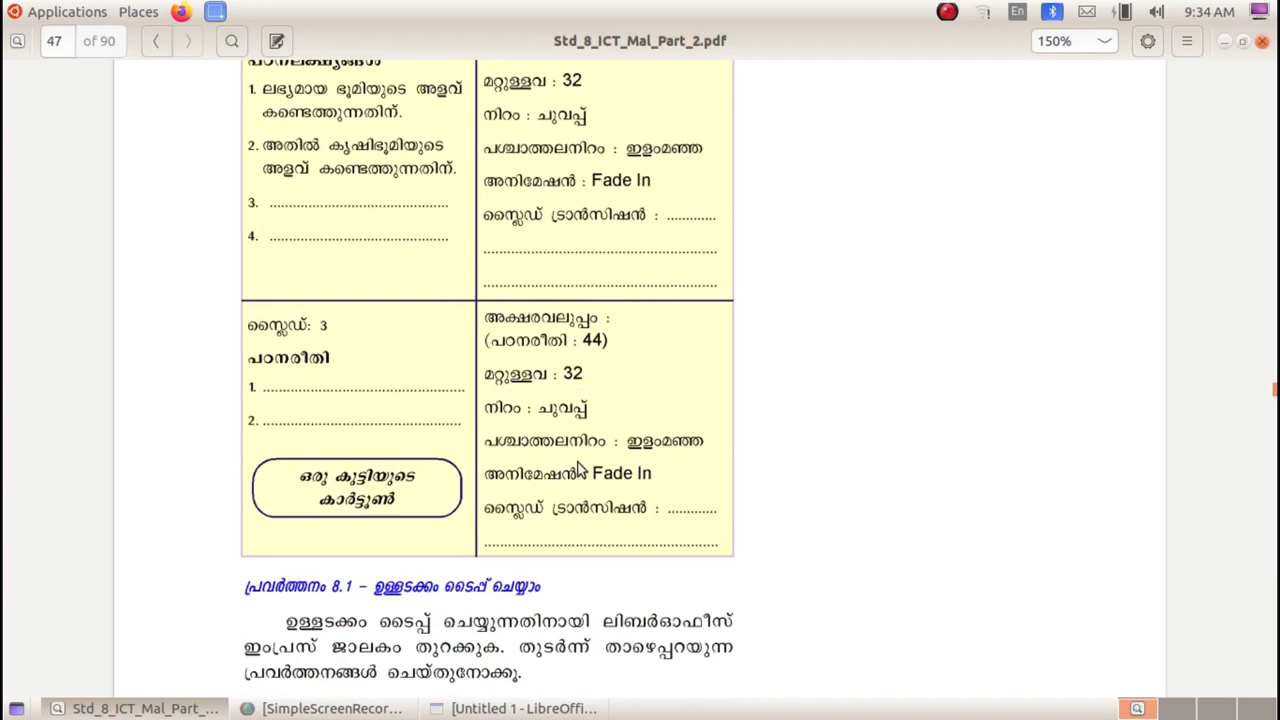 Applications Places En 9:34 AM
47 of 90 Std_8_ICT_Mal_Part_2.pdf 150%
പഠനലക്ഷ്യങ്ങൾ
1. ലഭ്യമായ ഭൂമിയുടെ അളവ്
കണ്ടെത്തുന്നതിന്.
2. അതിൽ കൃഷിഭൂമിയുടെ
അളവ് കണ്ടെത്തുന്നതിന്.
3. .............................................
4. .............................................
മറ്റുള്ളവ : 32
നിറം : ചുവപ്പ്
പശ്ചാത്തലനിറം : ഇളംമഞ്ഞ
അനിമേഷൻ : Fade In
സ്ലൈഡ് ട്രാൻസിഷൻ : ............
..........................................................
..........................................................
സ്ലൈഡ്: 3
പഠനരീതി
1. ..................................................
2. .................................................
ഒരു കുട്ടിയുടെ
കാർട്ടൂൺ
അക്ഷരവലുപ്പം :
(പഠനരീതി : 44)
മറ്റുള്ളവ : 32
നിറം : ചുവപ്പ്
പശ്ചാത്തലനിറം : ഇളംമഞ്ഞ
അനിമേഷൻ : Fade In
സ്ലൈഡ് ട്രാൻസിഷൻ : ............
..........................................................
പ്രവർത്തനം 8.1 – ഉള്ളടക്കം ടൈപ്പ് ചെയ്യാം
ഉള്ളടക്കം ടൈപ്പ് ചെയ്യുന്നതിനായി ലിബർഓഫീസ്
ഇംപ്രസ് ജാലകം തുറക്കുക. തുടർന്ന് താഴെപ്പറയുന്ന
പ്രവർത്തനങ്ങൾ ചെയ്തുനോക്കൂ.
Std_8_ICT_Mal_Part_... [SimpleScreenRecor... [Untitled 1 - LibreOffi...